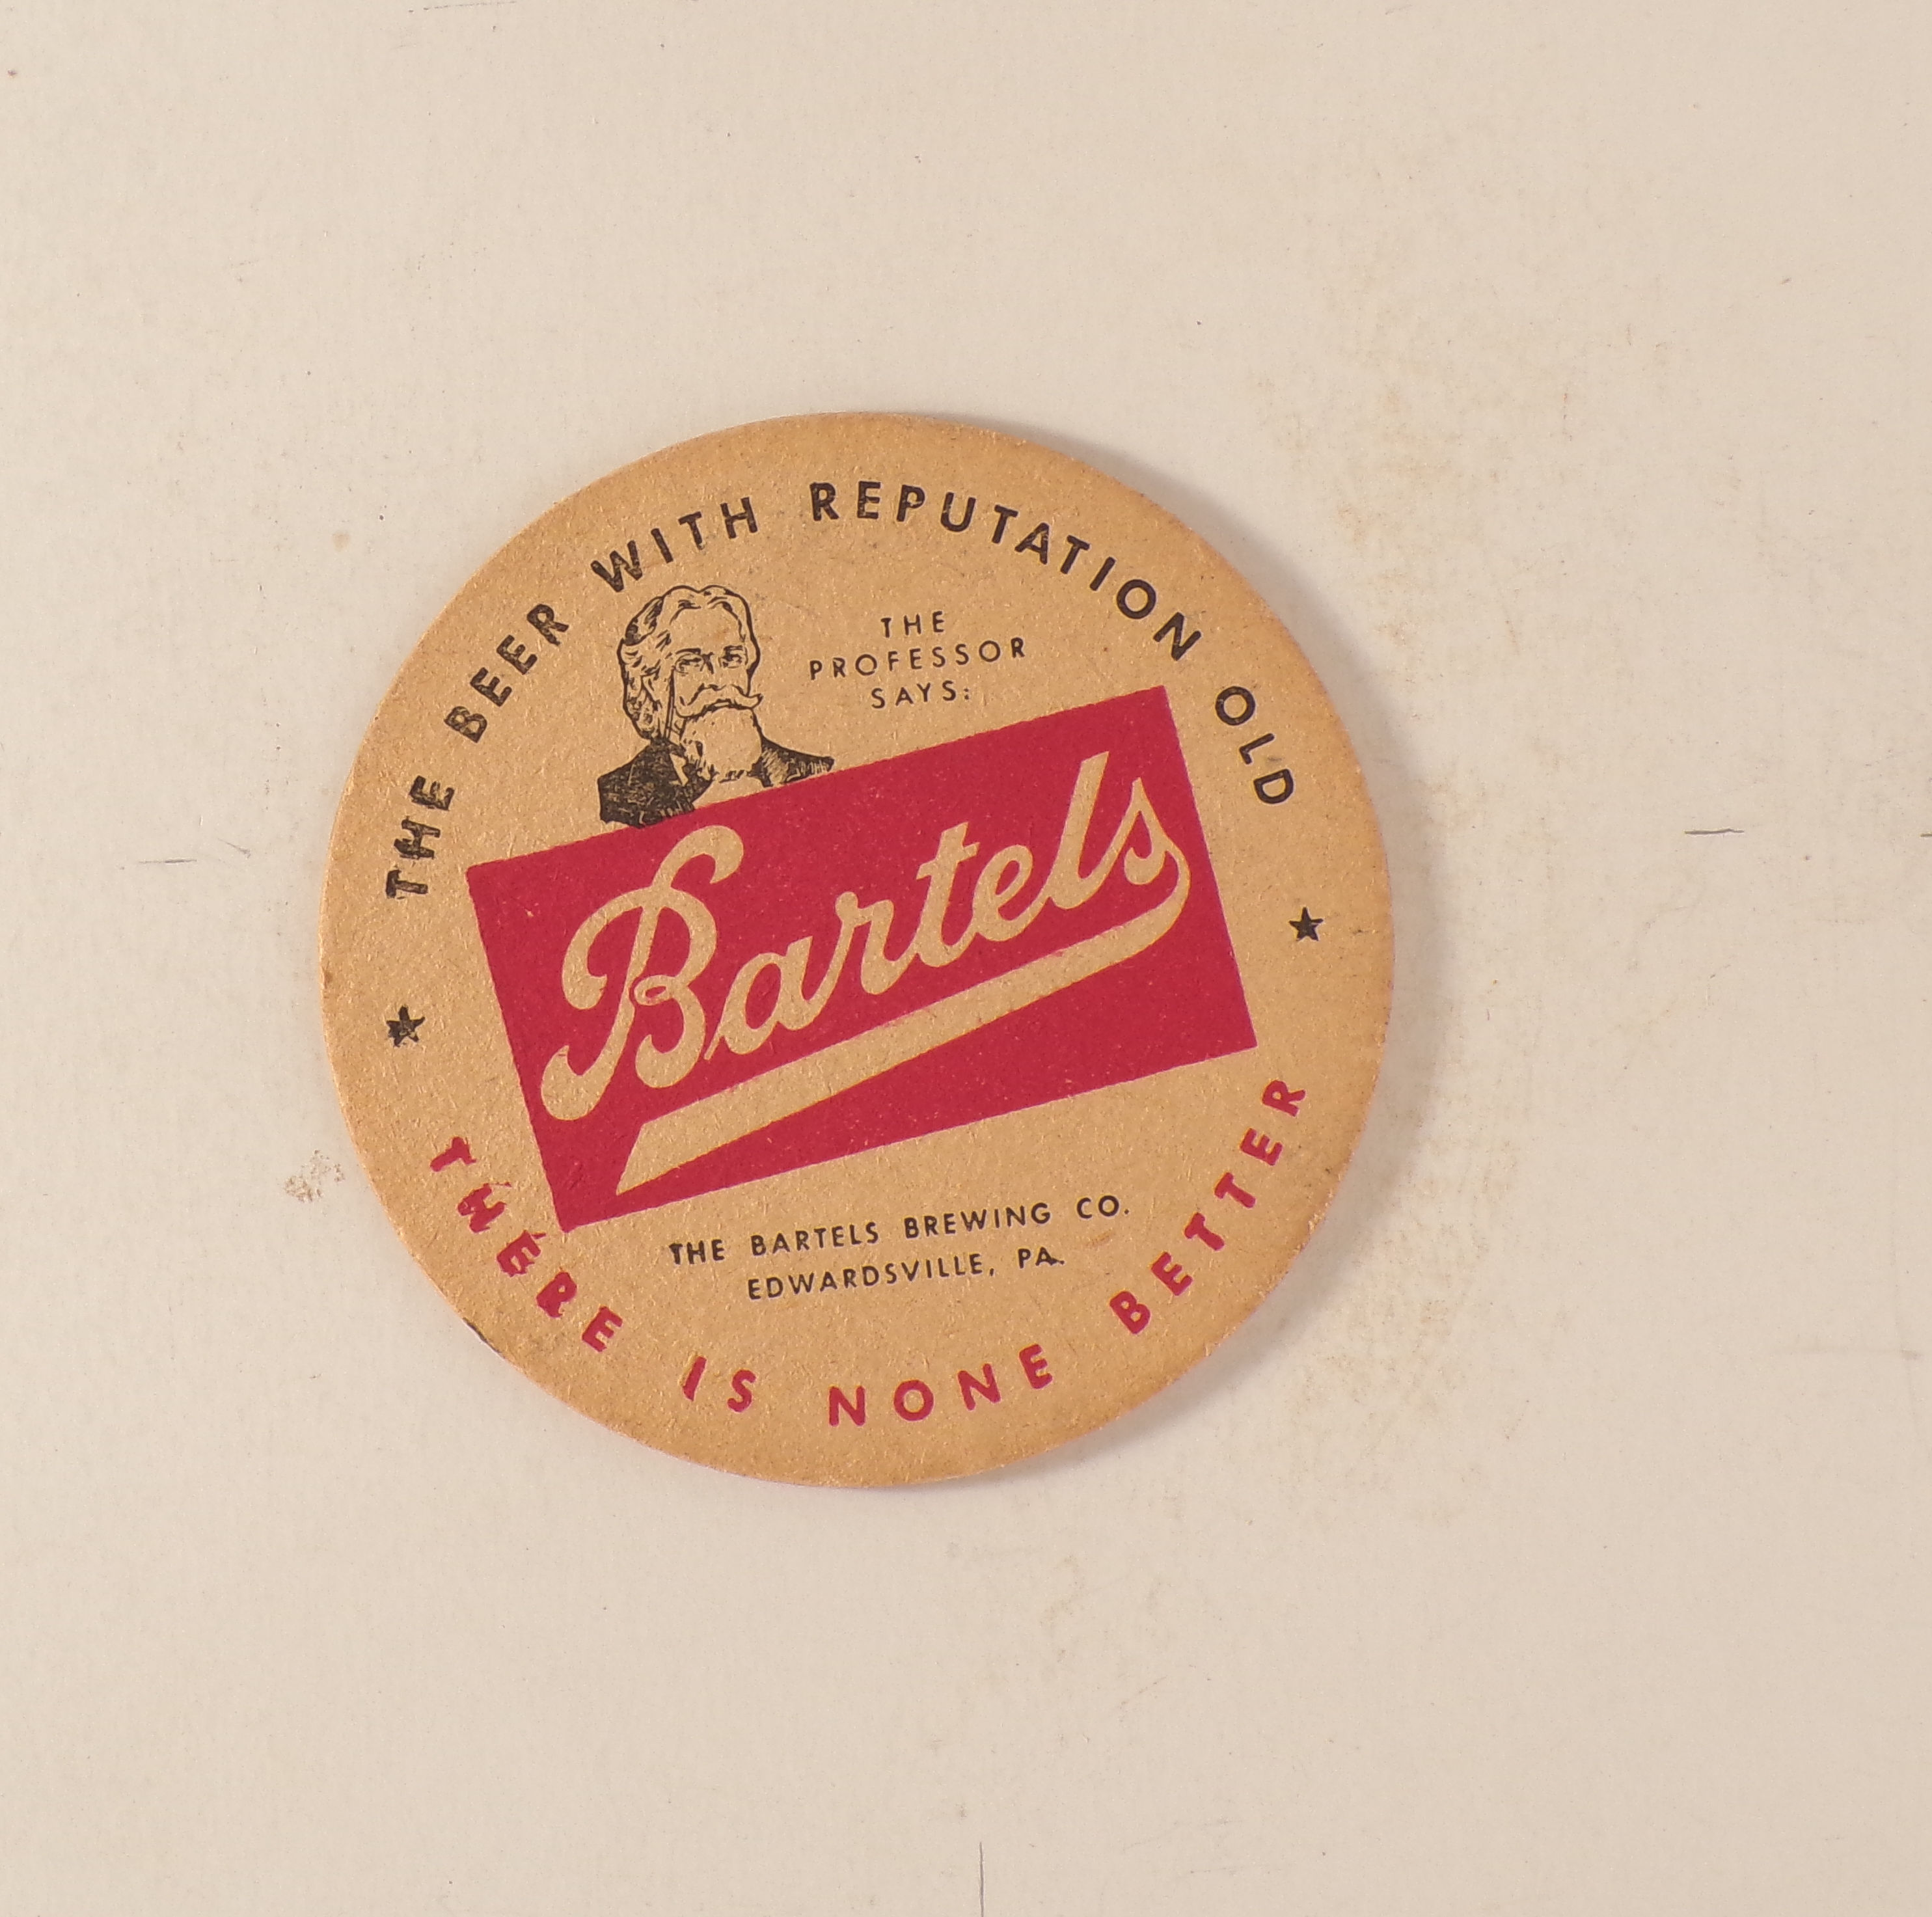 THE BEER WITH REPUTATION OLD
THE
PROFESSOR
SAYS:
Bartels
THE BARTELS BREWING CO.
EDWARDSVILLE, PA.
THERE IS NONE BETTER